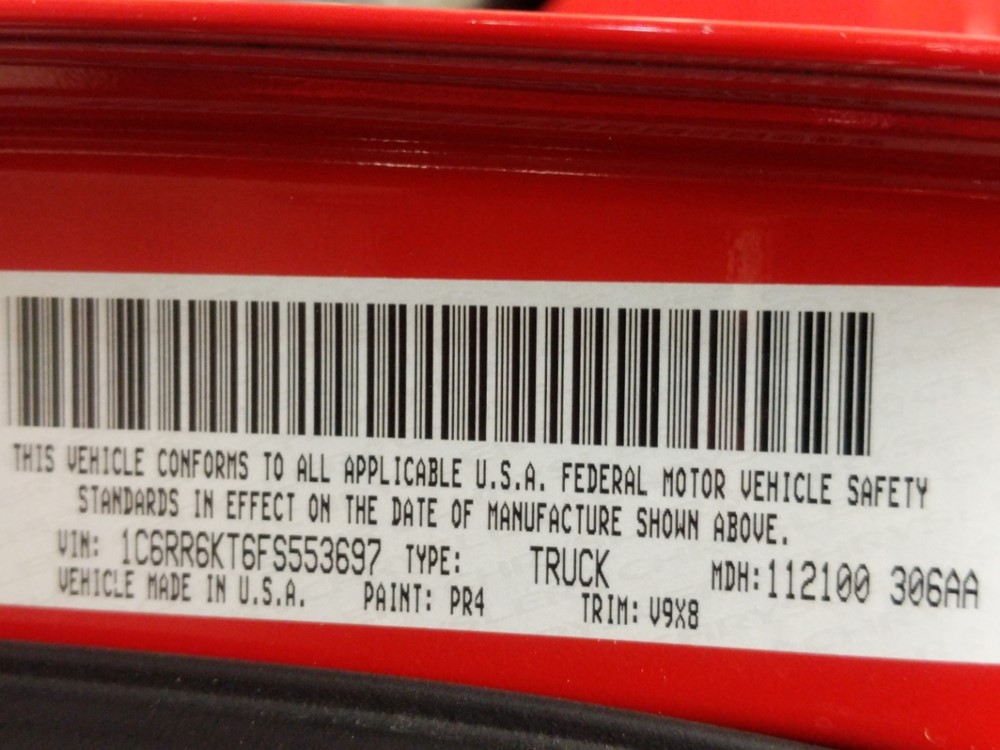 THIS VEHICLE CONFORMS TO ALL APPLICABLE U.S.A. FEDERAL MOTOR VEHICLE SAFETY
STANDARDS IN EFFECT ON THE DATE OF MANUFACTURE SHOWN ABOVE.
VIN: 1C6RR6KT6FS553697 TYPE: TRUCK MDH:112100 306AA
VEHICLE MADE IN U.S.A. PAINT: PR4 TRIM: V9X8